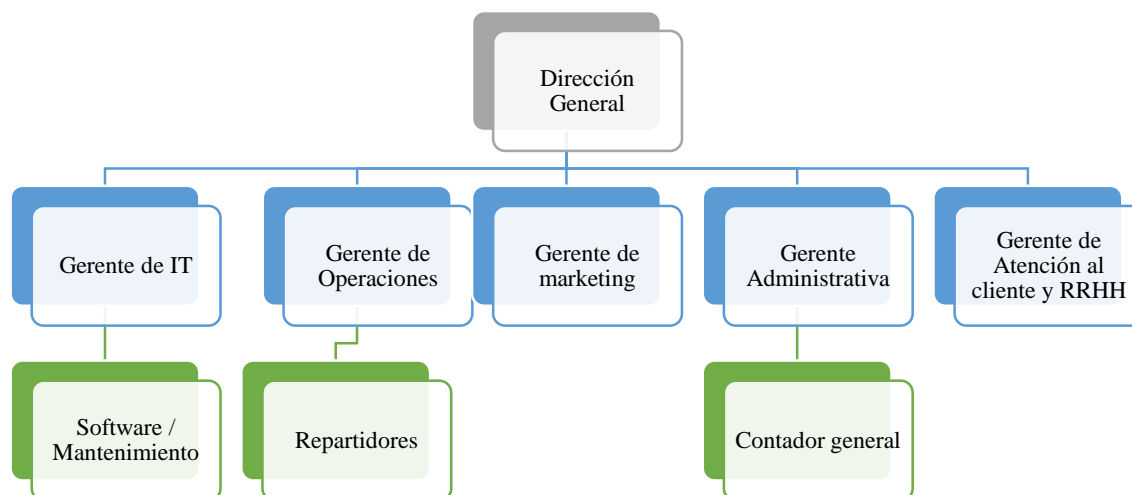 Dirección
General
Gerente de IT
Gerente de
Operaciones
Gerente de
marketing
Gerente
Administrativa
Gerente de
Atención al
cliente y RRHH
Software /
Mantenimiento
Repartidores
Contador general